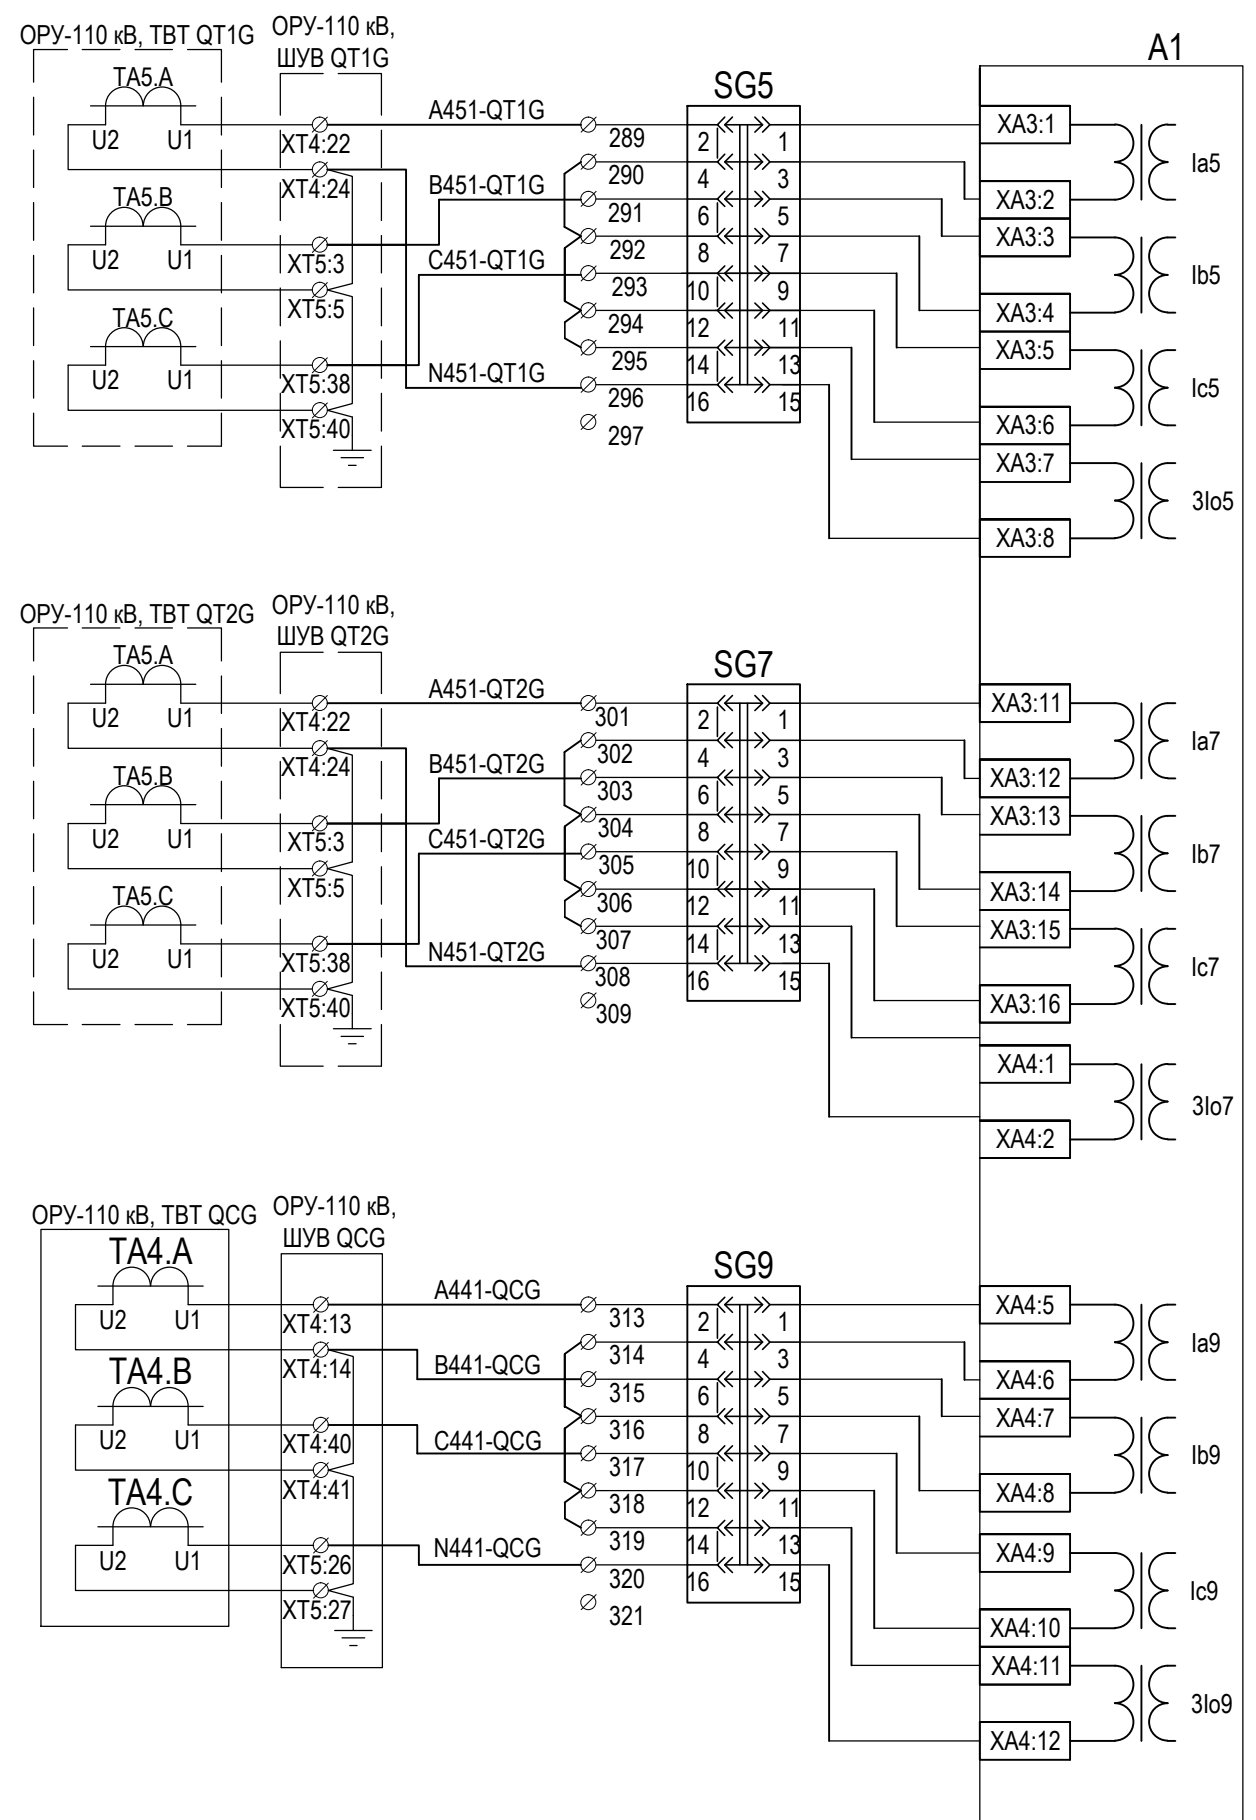 ОРУ-110 кВ, ТВТ QT1G
ОРУ-110 кВ,
ШУВ QT1G
A1
SG5
TA5.A
U2 U1
XT4:22
XT4:24
TA5.B
U2 U1
XT5:3
XT5:5
TA5.C
U2 U1
XT5:38
XT5:40
A451-QT1G
B451-QT1G
C451-QT1G
N451-QT1G
289
290
291
292
293
294
295
296
297
2 1
4 3
6 5
8 7
10 9
12 11
14 13
16 15
XA3:1
XA3:2
XA3:3
XA3:4
XA3:5
XA3:6
XA3:7
XA3:8
Ia5
Ib5
Ic5
3Io5
ОРУ-110 кВ, ТВТ QT2G
ОРУ-110 кВ,
ШУВ QT2G
SG7
TA5.A
U2 U1
XT4:22
XT4:24
TA5.B
U2 U1
XT5:3
XT5:5
TA5.C
U2 U1
XT5:38
XT5:40
A451-QT2G
B451-QT2G
C451-QT2G
N451-QT2G
301
302
303
304
305
306
307
308
309
2 1
4 3
6 5
8 7
10 9
12 11
14 13
16 15
XA3:11
XA3:12
XA3:13
XA3:14
XA3:15
XA3:16
XA4:1
XA4:2
Ia7
Ib7
Ic7
3Io7
ОРУ-110 кВ, ТВТ QCG
ОРУ-110 кВ,
ШУВ QCG
SG9
TA4.A
U2 U1
XT4:13
XT4:14
TA4.B
U2 U1
XT4:40
XT4:41
TA4.C
U2 U1
XT5:26
XT5:27
A441-QCG
B441-QCG
C441-QCG
N441-QCG
313
314
315
316
317
318
319
320
321
2 1
4 3
6 5
8 7
10 9
12 11
14 13
16 15
XA4:5
XA4:6
XA4:7
XA4:8
XA4:9
XA4:10
XA4:11
XA4:12
Ia9
Ib9
Ic9
3Io9